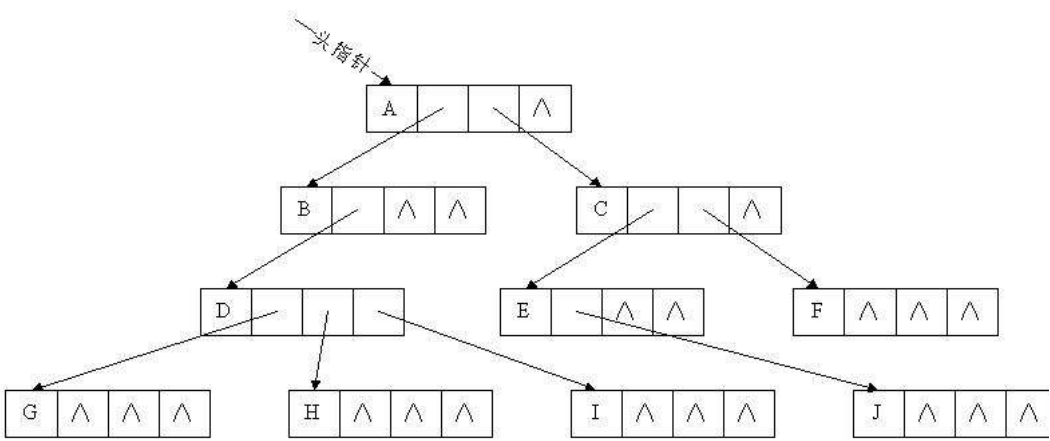 头指针
A ∧
B ∧ ∧
C ∧
D
E ∧ ∧
F ∧ ∧ ∧
G ∧ ∧ ∧
H ∧ ∧ ∧
I ∧ ∧ ∧
J ∧ ∧ ∧